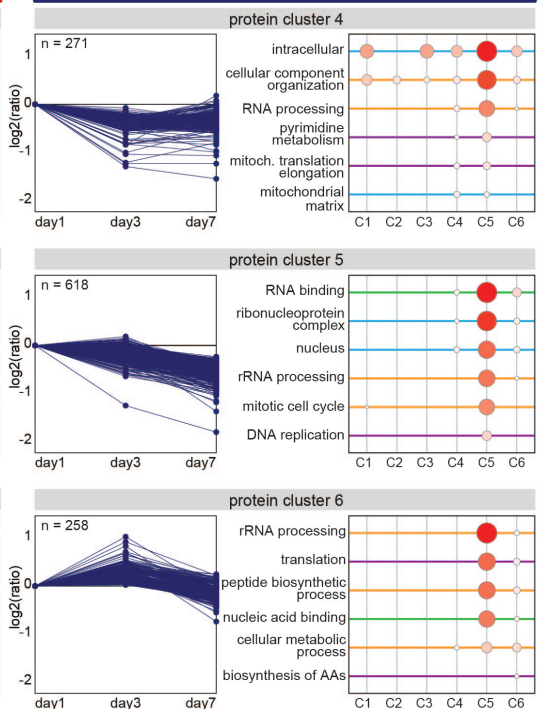 protein cluster 4
n = 271
log2(ratio)
1
0
-1
-2
day1 day3 day7
intracellular
cellular component
organization
RNA processing
pyrimidine
metabolism
mitoch. translation
elongation
mitochondrial
matrix
C1 C2 C3 C4 C5 C6
protein cluster 5
n = 618
log2(ratio)
1
0
-1
-2
day1 day3 day7
RNA binding
ribonucleoprotein
complex
nucleus
rRNA processing
mitotic cell cycle
DNA replication
C1 C2 C3 C4 C5 C6
protein cluster 6
n = 258
log2(ratio)
1
0
-1
-2
day1 day3 day7
rRNA processing
translation
peptide biosynthetic
process
nucleic acid binding
cellular metabolic
process
biosynthesis of AAs
C1 C2 C3 C4 C5 C6